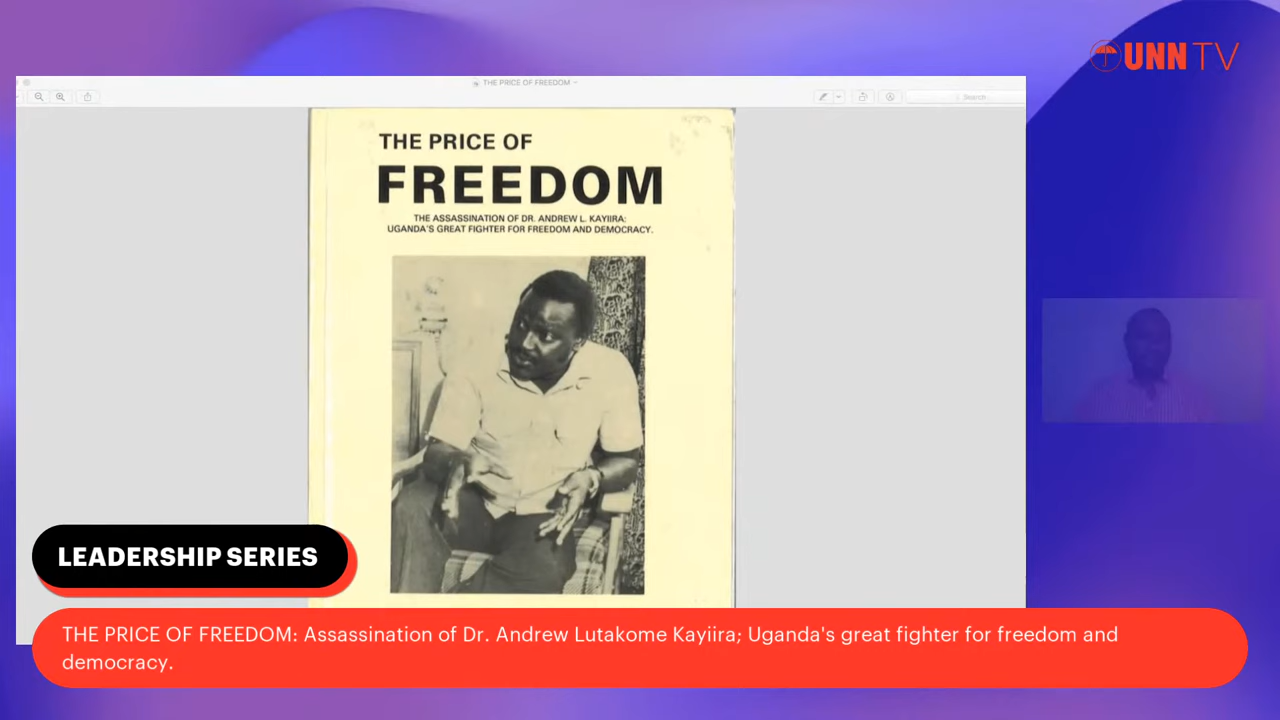 UNN TV
THE PRICE OF FREEDOM
Search
THE PRICE OF
FREEDOM
THE ASSASSINATION OF DR. ANDREW L. KAYIIRA:
UGANDA'S GREAT FIGHTER FOR FREEDOM AND DEMOCRACY.
LEADERSHIP SERIES
THE PRICE OF FREEDOM: Assassination of Dr. Andrew Lutakome Kayiira; Uganda's great fighter for freedom and
democracy.